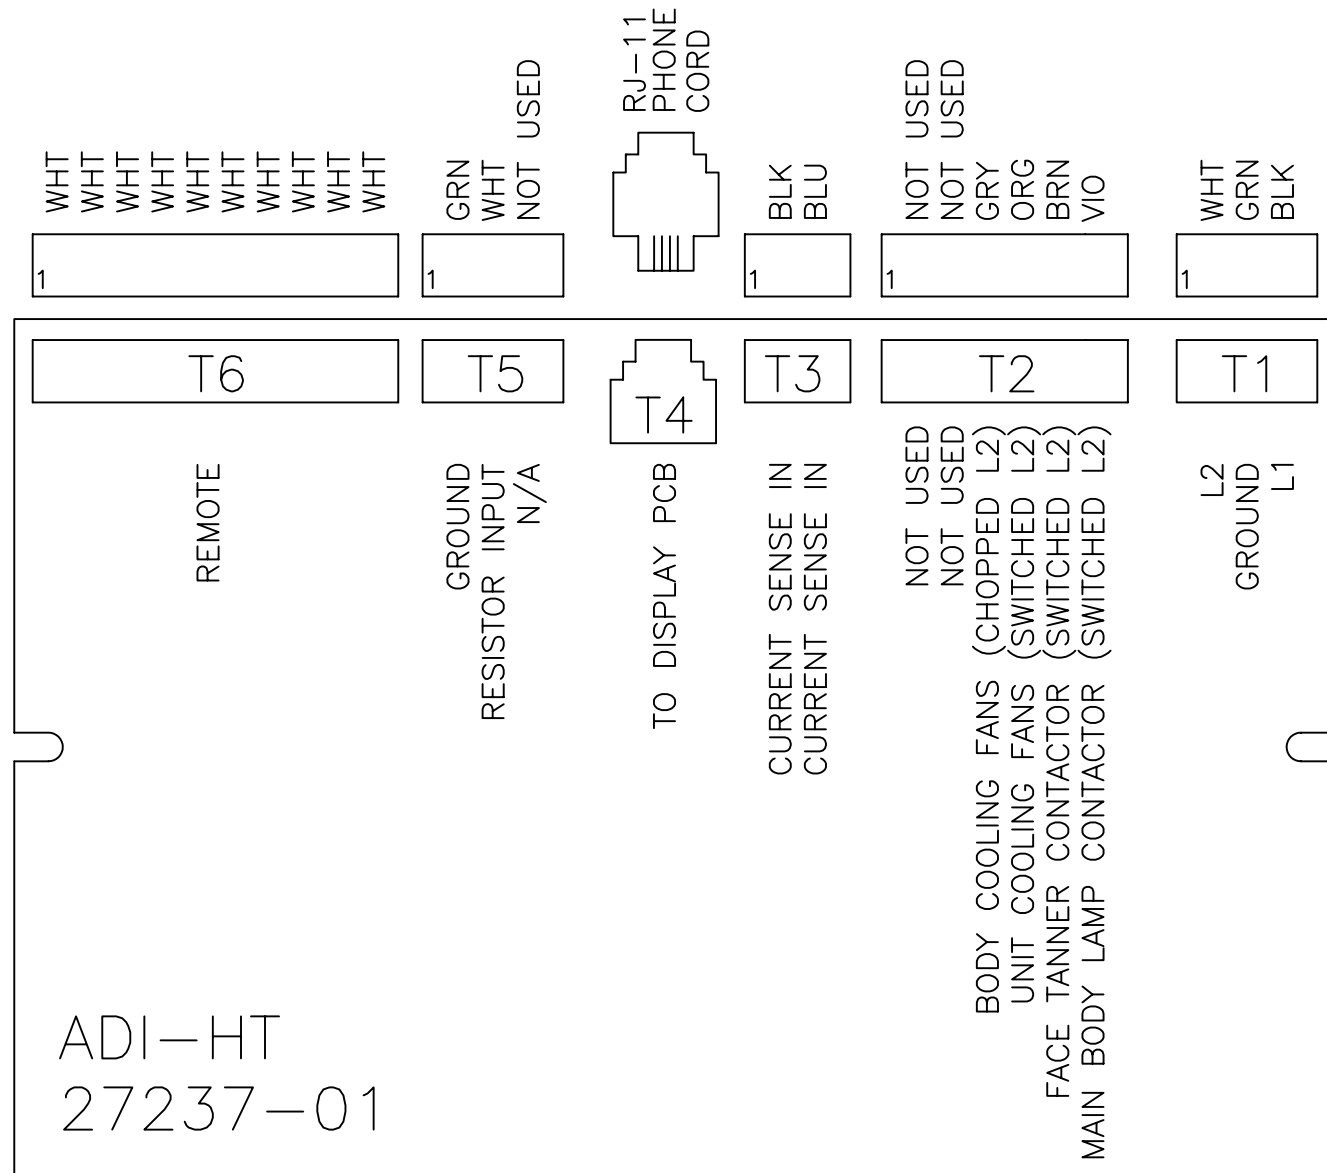 WHT
WHT
WHT
WHT
WHT
WHT
WHT
WHT
WHT
WHT
GRN
WHT
NOT USED
RJ-11
PHONE
CORD
BLK
BLU
NOT USED
NOT USED
GRY
ORG
BRN
VIO
WHT
GRN
BLK
1
1
1
1
1
T6
T5
T4
T3
T2
T1
REMOTE
GROUND
RESISTOR INPUT
N/A
TO DISPLAY PCB
CURRENT SENSE IN
CURRENT SENSE IN
NOT USED
NOT USED
BODY COOLING FANS (CHOPPED L2)
UNIT COOLING FANS (SWITCHED L2)
FACE TANNER CONTACTOR (SWITCHED L2)
MAIN BODY LAMP CONTACTOR (SWITCHED L2)
L2
GROUND
L1
ADI-HT
27237-01